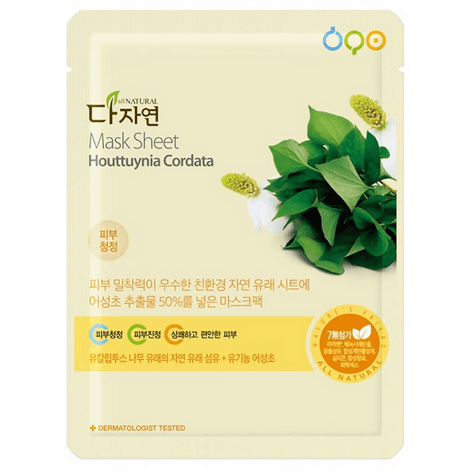 all NATURAL
다자연
Mask Sheet
Houttuynia Cordata
피부
청정
피부 밀착력이 우수한 친환경 자연 유래 시트에
어성초 추출물 50%를 넣은 마스크팩
피부청정 피부진정 상쾌하고 편안한 피부
유칼립투스 나무 유래의 자연 유래 섬유 + 유기농 어성초
7無첨가
ALL NATURAL
+ DERMATOLOGIST TESTED